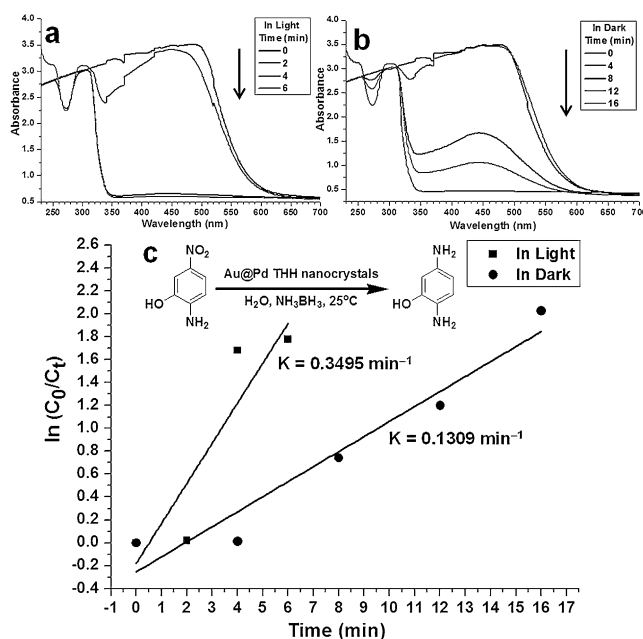 a
In Light
Time (min)
0
2
4
6
Absorbance
3.5
3.0
2.5
2.0
1.5
1.0
0.5
250 300 350 400 450 500 550 600 650 700
Wavelength (nm)
b
In Dark
Time (min)
0
4
8
12
16
Absorbance
3.5
3.0
2.5
2.0
1.5
1.0
0.5
250 300 350 400 450 500 550 600 650 700
Wavelength (nm)
c
NO₂
HO
NH₂
Au@Pd THH nanocrystals
H₂O, NH₃BH₃, 25°C
NH₂
HO
NH₂
In Light
In Dark
K = 0.3495 min⁻¹
K = 0.1309 min⁻¹
ln (C₀/Cₜ)
2.6
2.4
2.2
2.0
1.8
1.6
1.4
1.2
1.0
0.8
0.6
0.4
0.2
0.0
-0.2
-0.4
-1 0 1 2 3 4 5 6 7 8 9 10 11 12 13 14 15 16 17
Time (min)